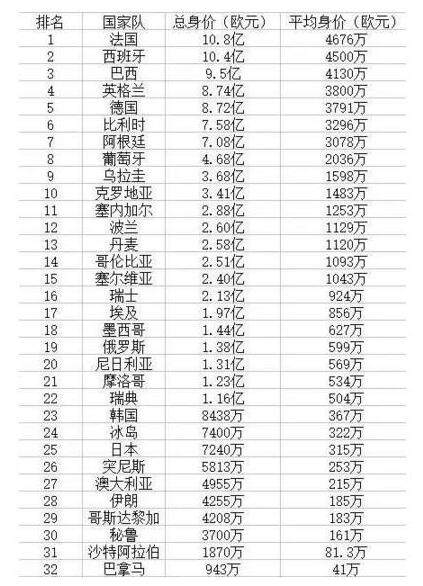 排名 国家队 总身价（欧元） 平均身价（欧元）
1 法国 10.8亿 4676万
2 西班牙 10.4亿 4500万
3 巴西 9.5亿 4130万
4 英格兰 8.74亿 3800万
5 德国 8.72亿 3791万
6 比利时 7.58亿 3296万
7 阿根廷 7.08亿 3078万
8 葡萄牙 4.68亿 2036万
9 乌拉圭 3.68亿 1598万
10 克罗地亚 3.41亿 1483万
11 塞内加尔 2.88亿 1253万
12 波兰 2.60亿 1129万
13 丹麦 2.58亿 1120万
14 哥伦比亚 2.51亿 1093万
15 塞尔维亚 2.40亿 1043万
16 瑞士 2.13亿 924万
17 埃及 1.97亿 856万
18 墨西哥 1.44亿 627万
19 俄罗斯 1.38亿 599万
20 尼日利亚 1.31亿 569万
21 摩洛哥 1.23亿 534万
22 瑞典 1.16亿 504万
23 韩国 8438万 367万
24 冰岛 7400万 322万
25 日本 7240万 315万
26 突尼斯 5813万 253万
27 澳大利亚 4955万 215万
28 伊朗 4255万 185万
29 哥斯达黎加 4208万 183万
30 秘鲁 3700万 161万
31 沙特阿拉伯 1870万 81.3万
32 巴拿马 943万 41万